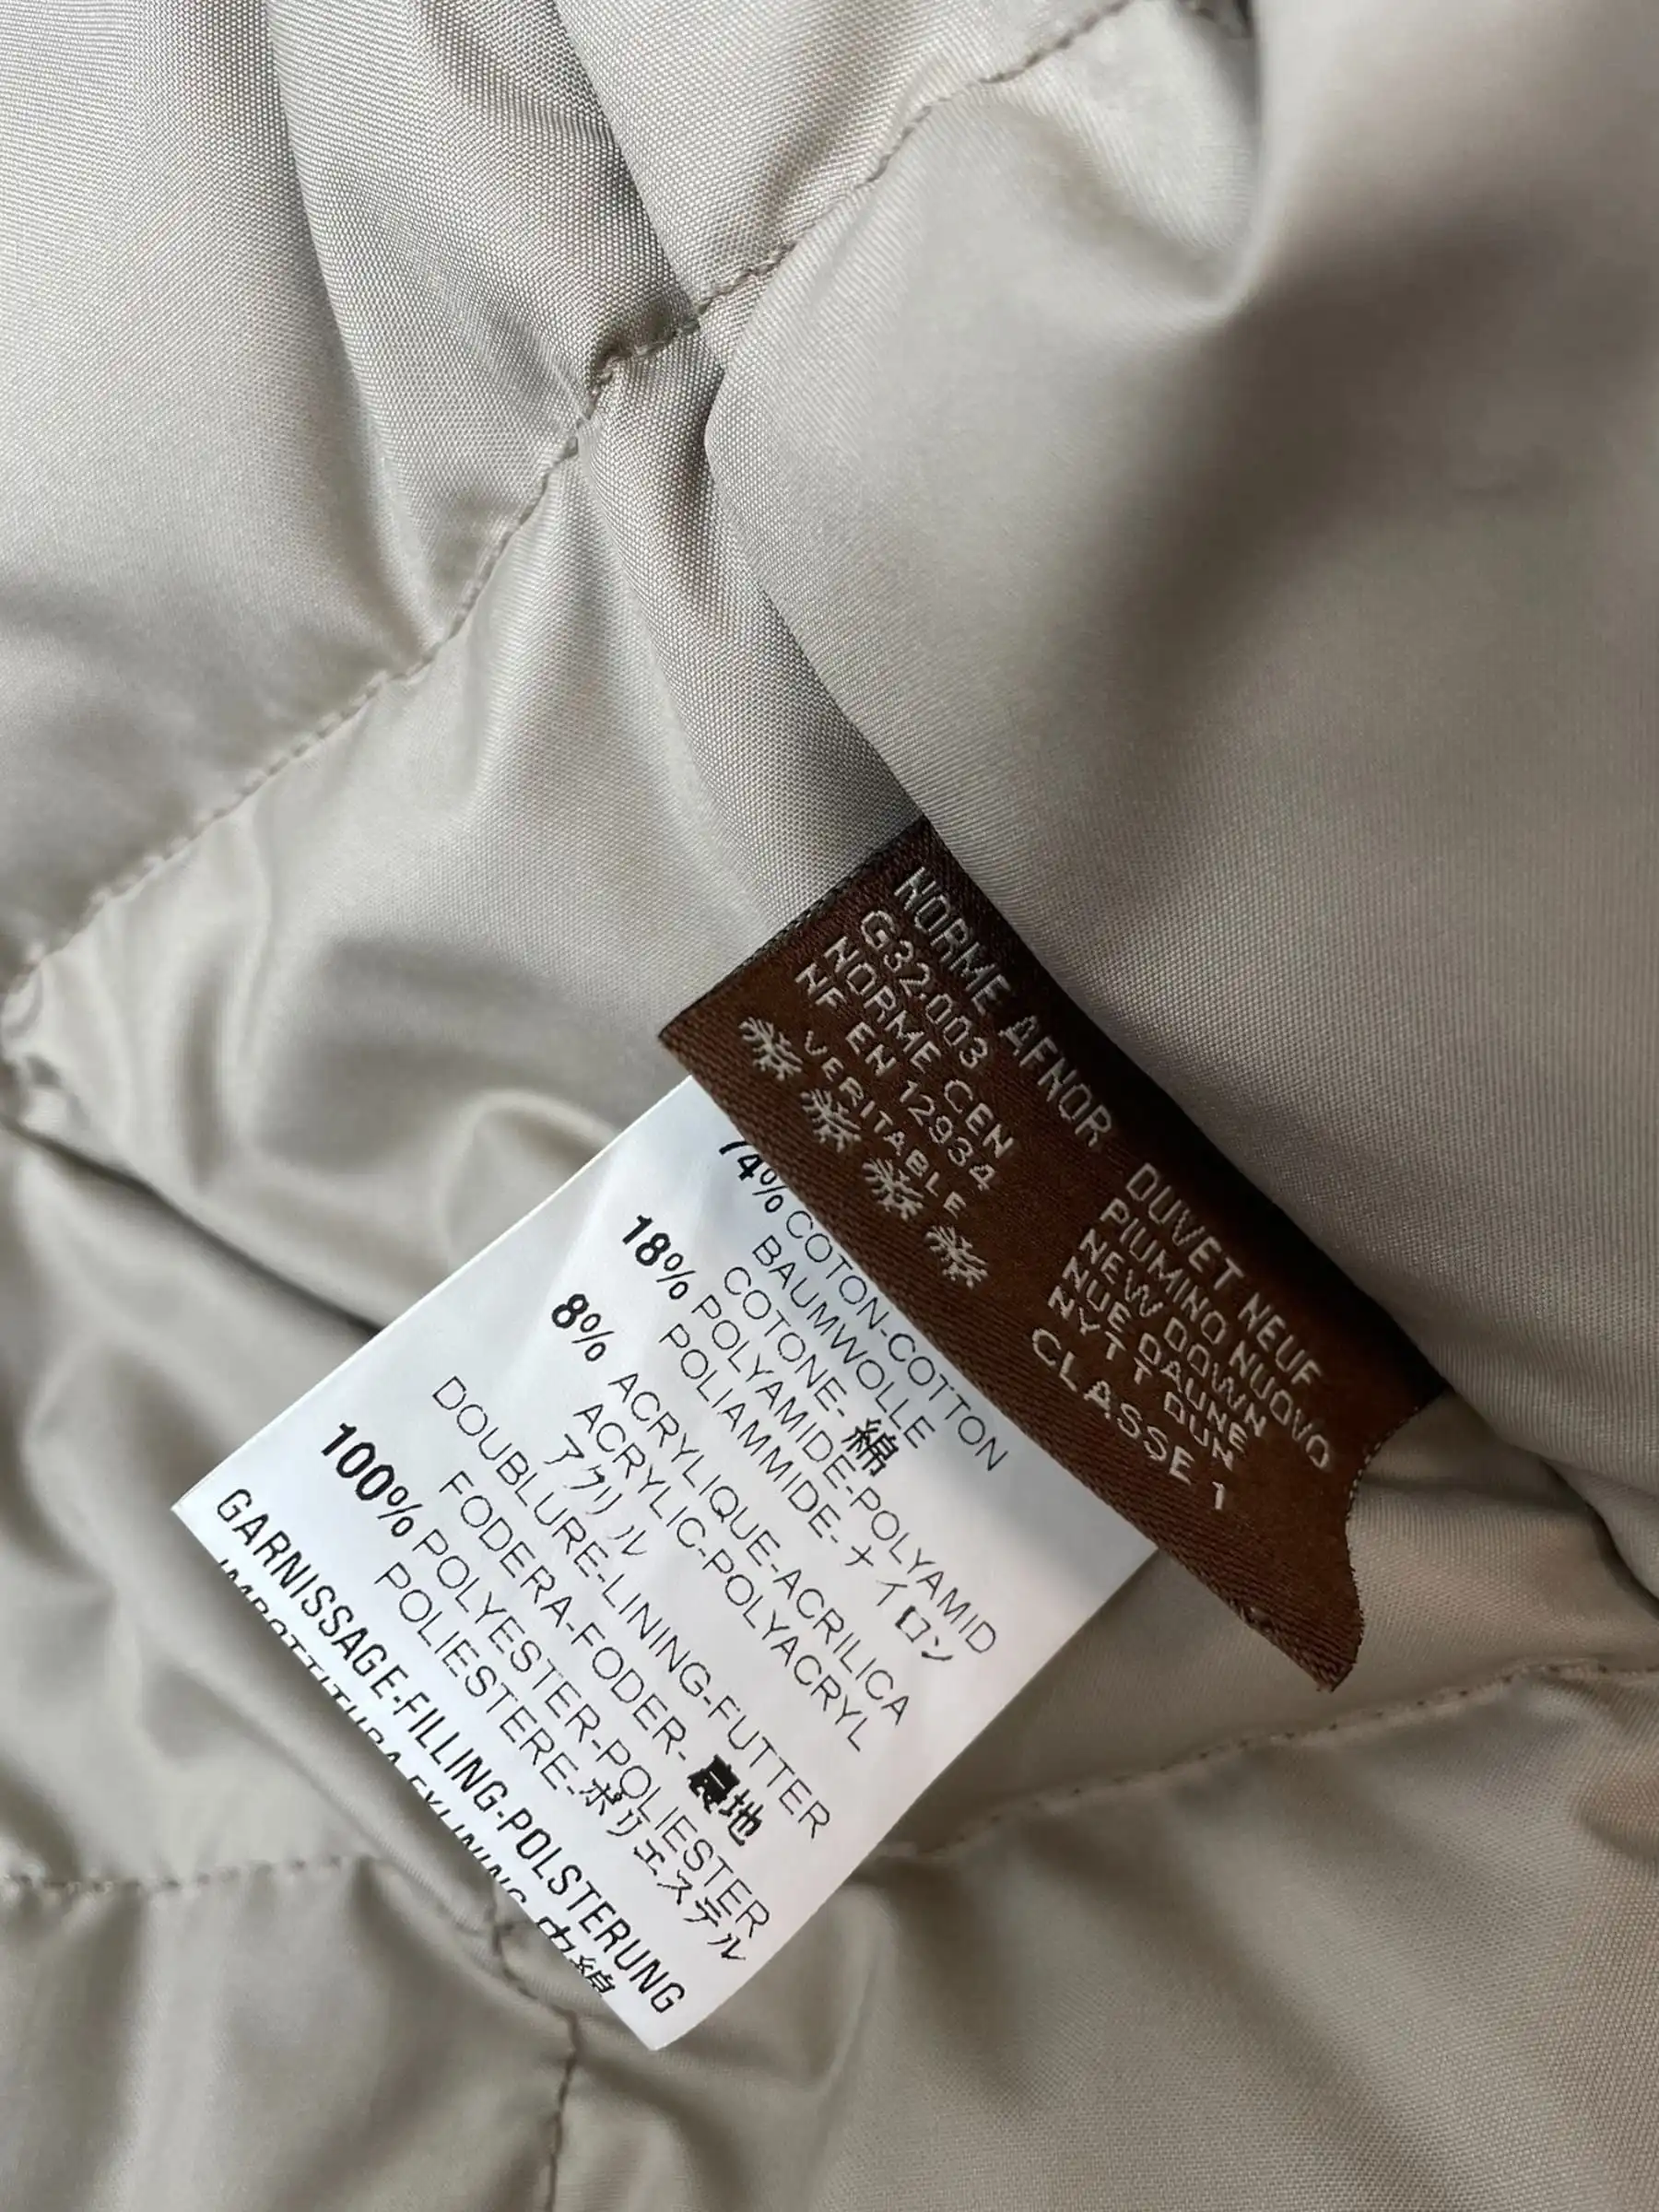 NORME AFNOR
G32.003
NORME CEN
NF EN 12934
VERITABLE
DUVET NEUF
PIUMINO NUOVO
NEW DOWN
NUE DAUNE
NYT DUN
CLASSE 1
74% COTON-COTTON
BAUMWOLLE
COTONE-綿
18% POLYAMIDE-POLYAMID
POLIAMMIDE-ナイロン
8% ACRYLIQUE-ACRILICA
ACRYLIC-POLYACRYL
アクリル
DOUBLURE-LINING-FUTTER
FODERA-FODER-裏地
100% POLYESTER-POLIESTER
POLIESTERE-ポリエステル
GARNISSAGE-FILLING-POLSTERUNG